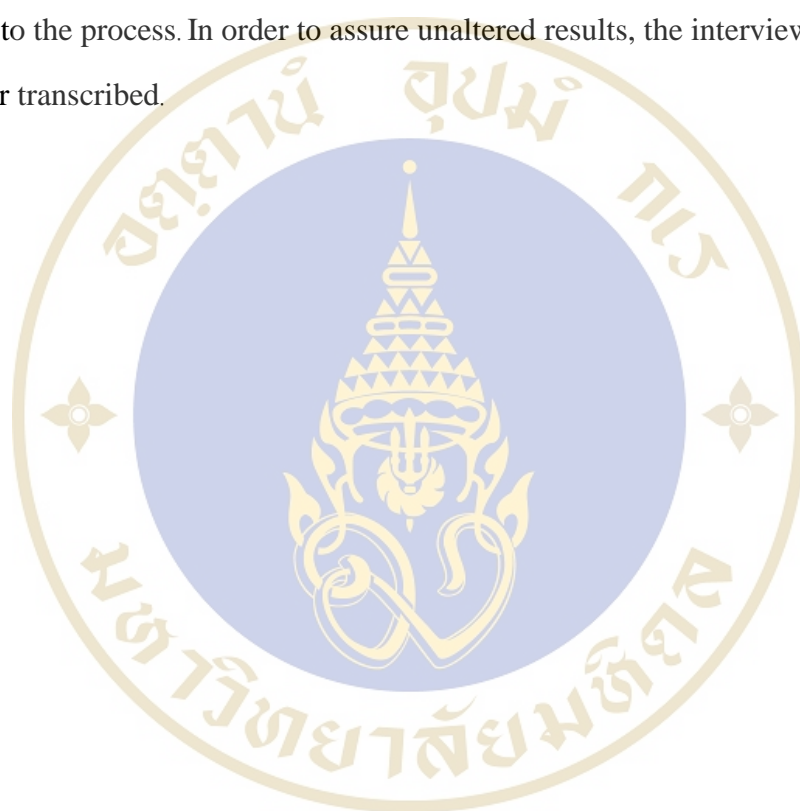 to the process. In order to assure unaltered results, the interview
r transcribed.
อตฺตานํ อุปมํ กเร
มหาวิทยาลัยมหิดล